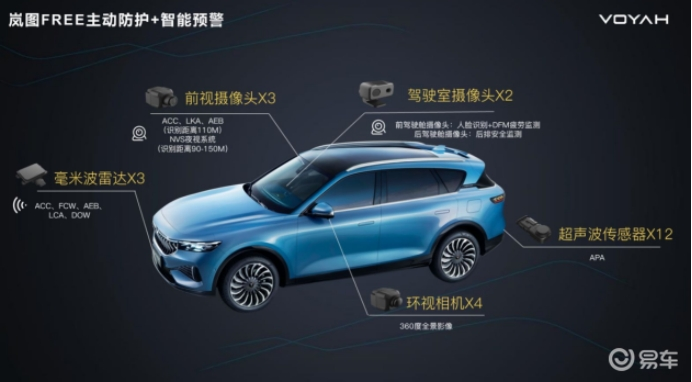 岚图FREE主动防护+智能预警
VOYAH
前视摄像头X3
ACC、LKA、AEB
(识别距离110M)
NVS夜视系统
(识别距离90-150M)
驾驶室摄像头X2
前驾驶舱摄像头：人脸识别+DFM疲劳监测
后驾驶舱摄像头：后排安全监测
毫米波雷达X3
ACC、FCW、AEB、
LCA、DOW
超声波传感器X12
APA
环视相机X4
360度全景影像
易车